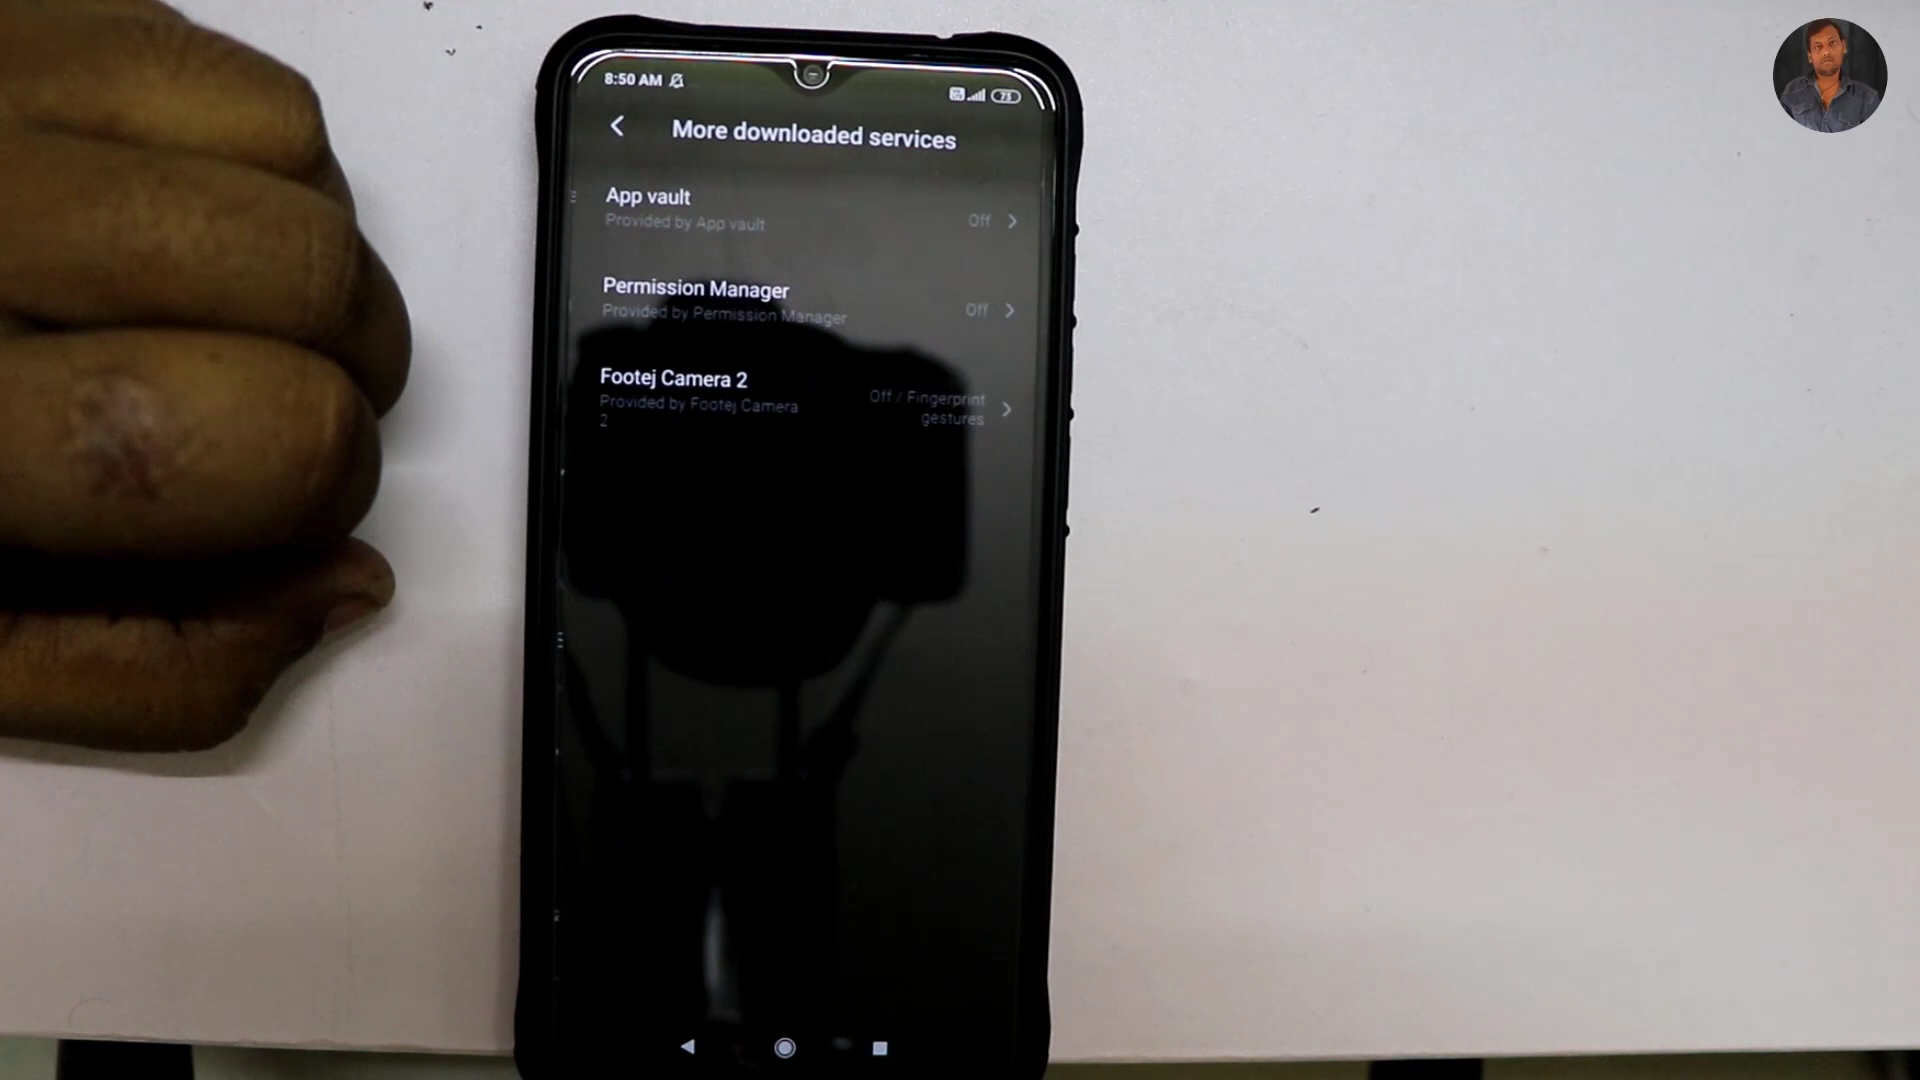 8:50 AM
73
More downloaded services
App vault
Provided by App vault
Off
Permission Manager
Provided by Permission Manager
Off
Footej Camera 2
Provided by Footej Camera
2
Off / Fingerprint
gestures